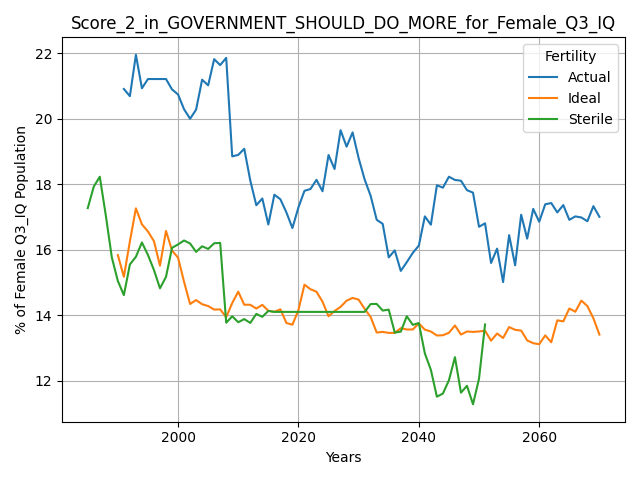 Score_2_in_GOVERNMENT_SHOULD_DO_MORE_for_Female_Q3_IQ
Fertility
Actual
Ideal
Sterile
% of Female Q3_IQ Population
22
20
18
16
14
12
2000
2020
2040
2060
Years